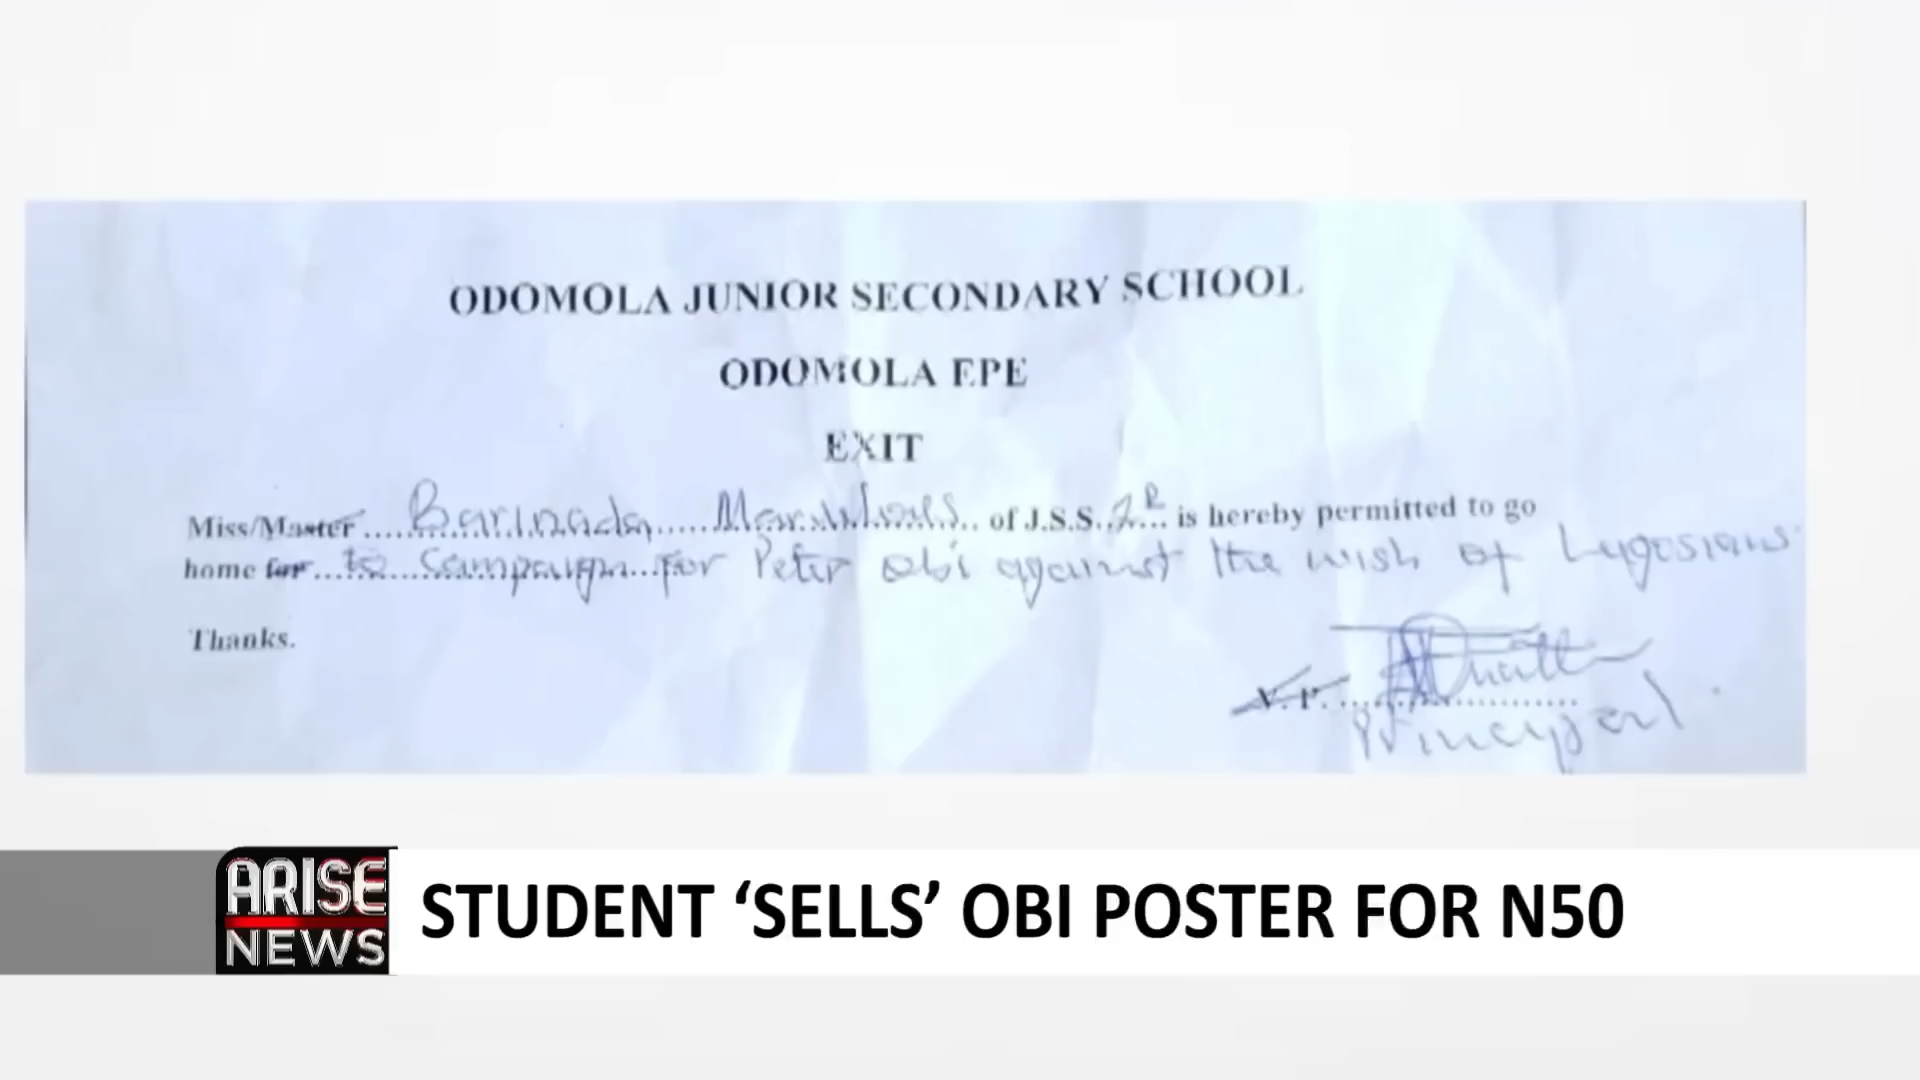 ODOMOLA JUNIOR SECONDARY SCHOOL
ODOMOLA EPE
EXIT
Miss/Master Barinada of J.S.S. 2R is hereby permitted to go
home for to campaign for Peter Obi against the wish of Lagosians
Thanks.
V.P.
Principal.
ARISE
NEWS
STUDENT ‘SELLS’ OBI POSTER FOR N50